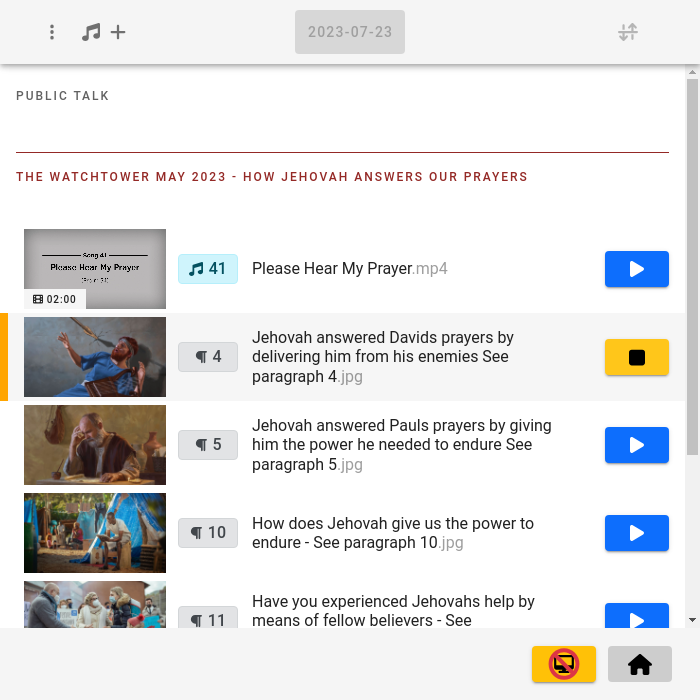 2023-07-23
PUBLIC TALK
THE WATCHTOWER MAY 2023 - HOW JEHOVAH ANSWERS OUR PRAYERS
Song 41
Please Hear My Prayer
02:00
41
Please Hear My Prayer.mp4
¶ 4
Jehovah answered Davids prayers by
delivering him from his enemies See
paragraph 4.jpg
¶ 5
Jehovah answered Pauls prayers by giving
him the power he needed to endure See
paragraph 5.jpg
¶ 10
How does Jehovah give us the power to
endure - See paragraph 10.jpg
¶ 11
Have you experienced Jehovahs help by
means of fellow believers - See